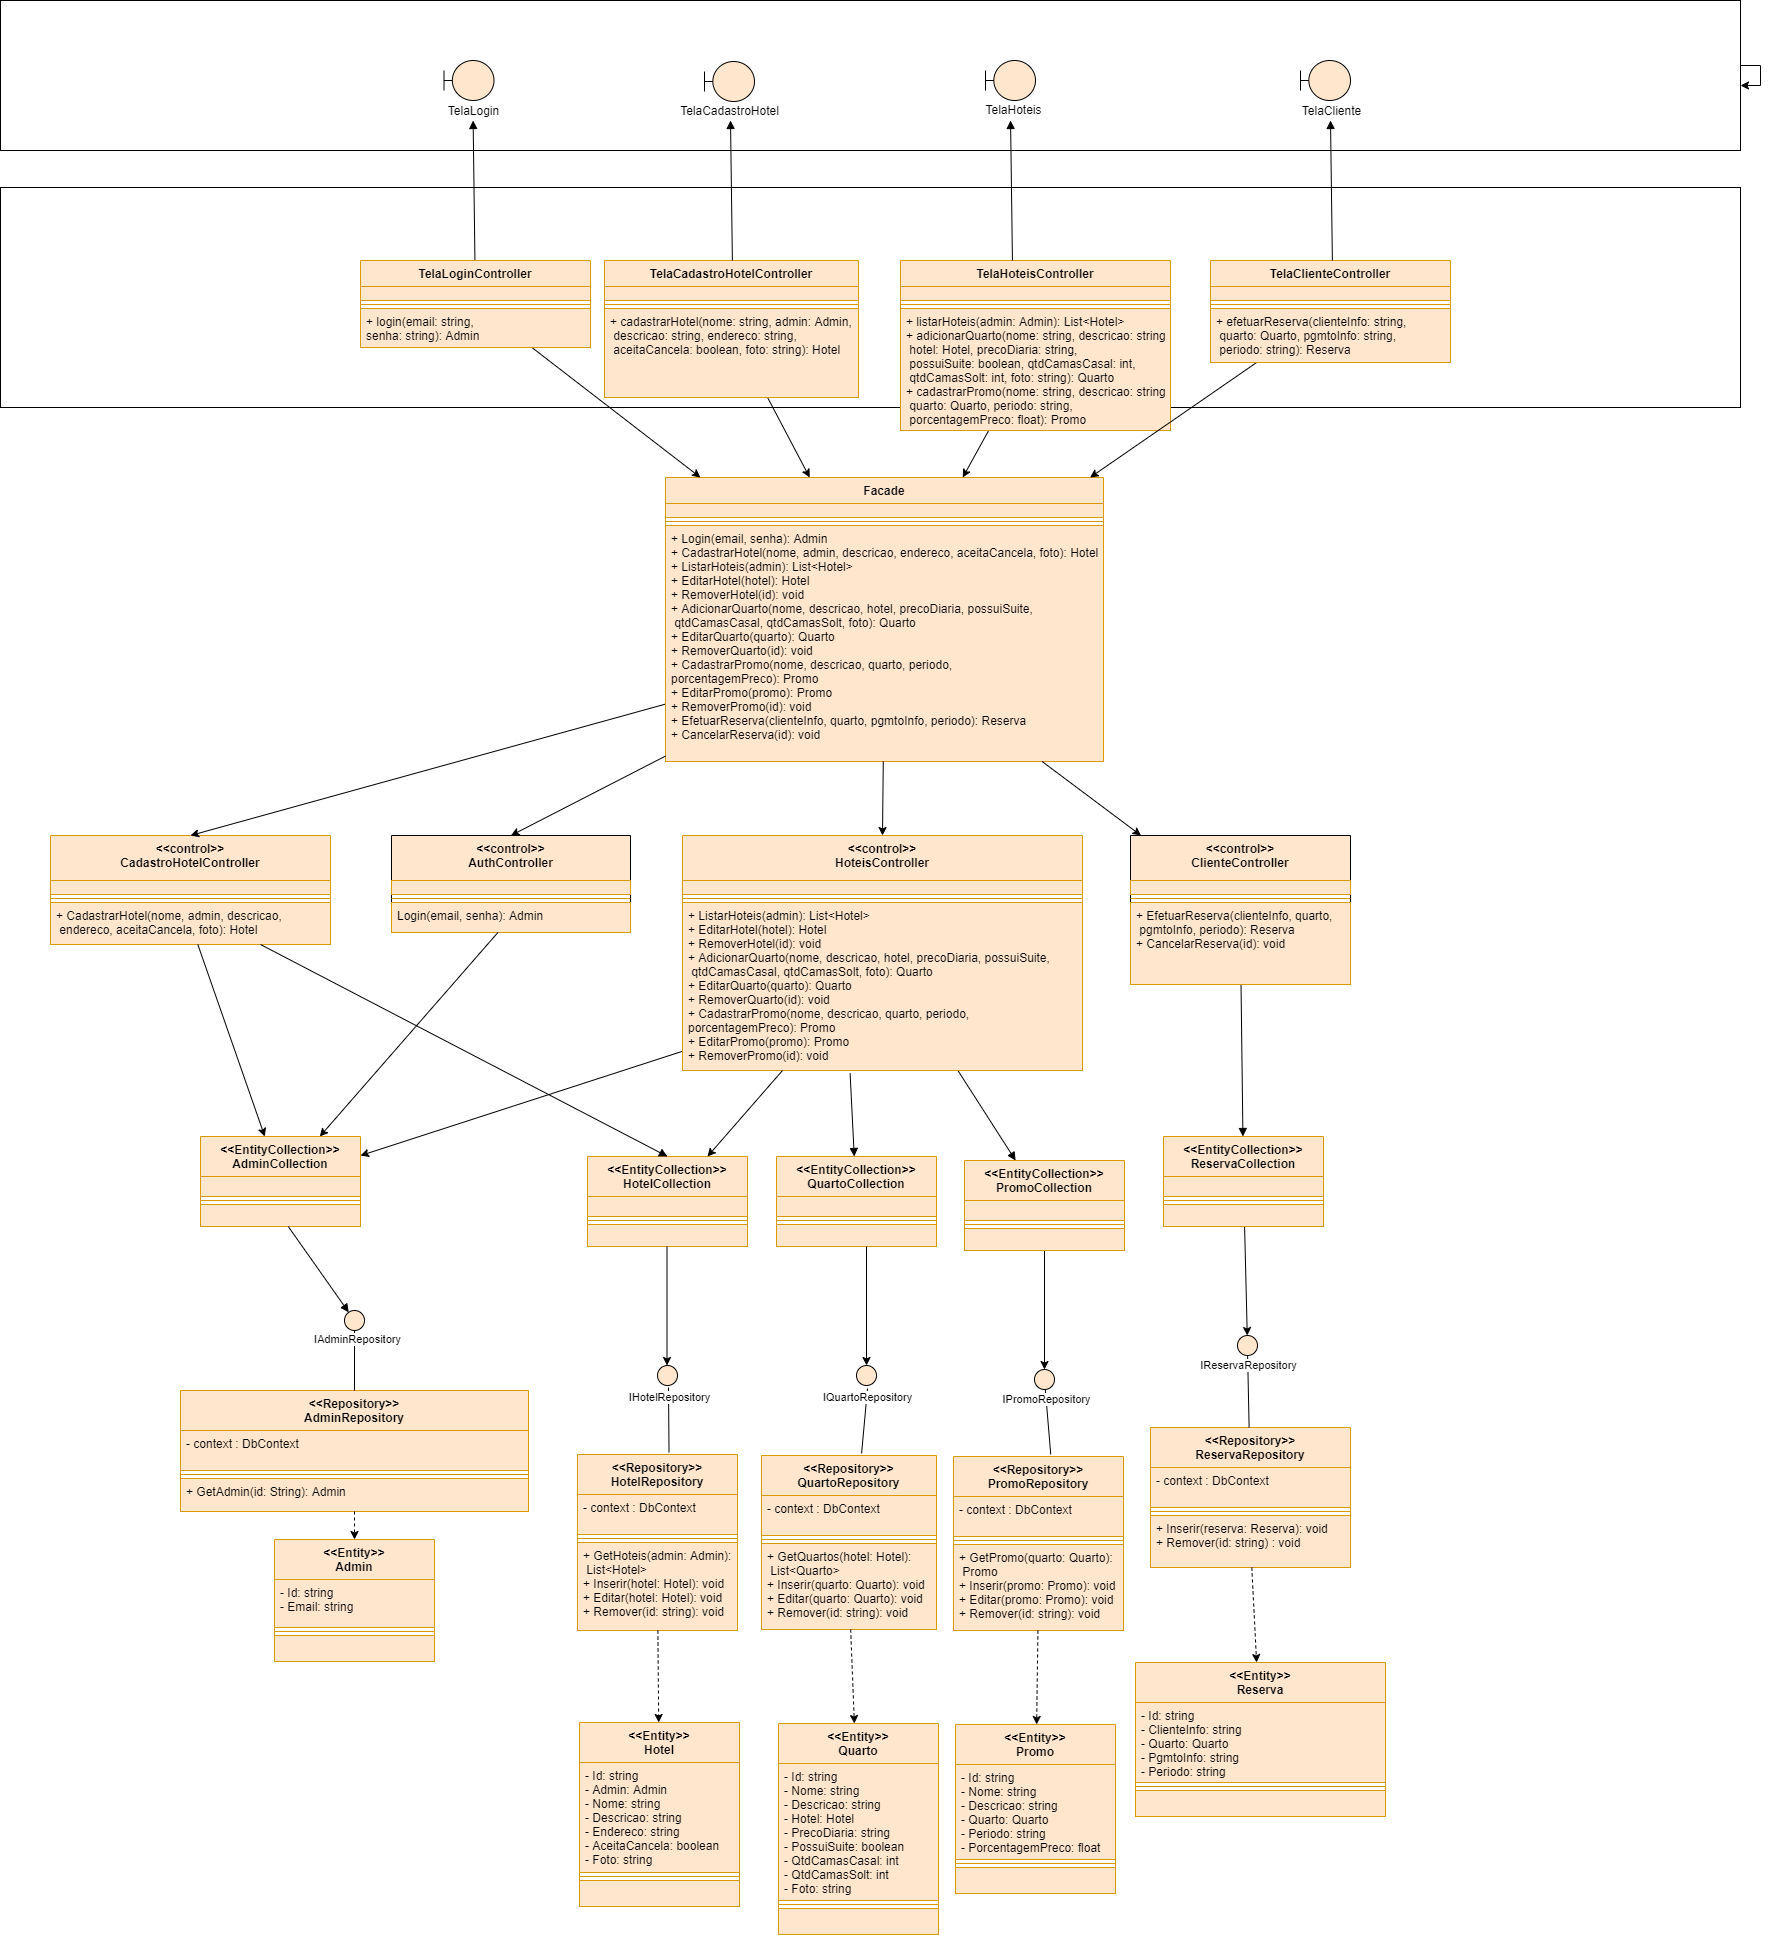 TelaLogin
TelaCadastroHotel
TelaHoteis
TelaCliente
TelaLoginController
+ login(email: string,
senha: string): Admin
TelaCadastroHotelController
+ cadastrarHotel(nome: string, admin: Admin,
descricao: string, endereco: string,
aceitaCancela: boolean, foto: string): Hotel
TelaHoteisController
+ listarHoteis(admin: Admin): List<Hotel>
+ adicionarQuarto(nome: string, descricao: string
hotel: Hotel, precoDiaria: string,
possuiSuite: boolean, qtdCamasCasal: int,
qtdCamasSolt: int, foto: string): Quarto
+ cadastrarPromo(nome: string, descricao: string
quarto: Quarto, periodo: string,
porcentagemPreco: float): Promo
TelaClienteController
+ efetuarReserva(clienteInfo: string,
quarto: Quarto, pgmtoInfo: string,
periodo: string): Reserva
Facade
+ Login(email, senha): Admin
+ CadastrarHotel(nome, admin, descricao, endereco, aceitaCancela, foto): Hotel
+ ListarHoteis(admin): List<Hotel>
+ EditarHotel(hotel): Hotel
+ RemoverHotel(id): void
+ AdicionarQuarto(nome, descricao, hotel, precoDiaria, possuiSuite,
qtdCamasCasal, qtdCamasSolt, foto): Quarto
+ EditarQuarto(quarto): Quarto
+ RemoverQuarto(id): void
+ CadastrarPromo(nome, descricao, quarto, periodo,
porcentagemPreco): Promo
+ EditarPromo(promo): Promo
+ RemoverPromo(id): void
+ EfetuarReserva(clienteInfo, quarto, pgmtoInfo, periodo): Reserva
+ CancelarReserva(id): void
<<control>>
CadastroHotelController
+ CadastrarHotel(nome, admin, descricao,
endereco, aceitaCancela, foto): Hotel
<<control>>
AuthController
Login(email, senha): Admin
<<control>>
HoteisController
+ ListarHoteis(admin): List<Hotel>
+ EditarHotel(hotel): Hotel
+ RemoverHotel(id): void
+ AdicionarQuarto(nome, descricao, hotel, precoDiaria, possuiSuite,
qtdCamasCasal, qtdCamasSolt, foto): Quarto
+ EditarQuarto(quarto): Quarto
+ RemoverQuarto(id): void
+ CadastrarPromo(nome, descricao, quarto, periodo,
porcentagemPreco): Promo
+ EditarPromo(promo): Promo
+ RemoverPromo(id): void
<<control>>
ClienteController
+ EfetuarReserva(clienteInfo, quarto,
pgmtoInfo, periodo): Reserva
+ CancelarReserva(id): void
<<EntityCollection>>
AdminCollection
<<EntityCollection>>
HotelCollection
<<EntityCollection>>
QuartoCollection
<<EntityCollection>>
PromoCollection
<<EntityCollection>>
ReservaCollection
IAdminRepository
IHotelRepository
IQuartoRepository
IPromoRepository
IReservaRepository
<<Repository>>
AdminRepository
- context : DbContext
+ GetAdmin(id: String): Admin
<<Repository>>
HotelRepository
- context : DbContext
+ GetHoteis(admin: Admin):
List<Hotel>
+ Inserir(hotel: Hotel): void
+ Editar(hotel: Hotel): void
+ Remover(id: string): void
<<Repository>>
QuartoRepository
- context : DbContext
+ GetQuartos(hotel: Hotel):
List<Quarto>
+ Inserir(quarto: Quarto): void
+ Editar(quarto: Quarto): void
+ Remover(id: string): void
<<Repository>>
PromoRepository
- context : DbContext
+ GetPromo(quarto: Quarto):
Promo
+ Inserir(promo: Promo): void
+ Editar(promo: Promo): void
+ Remover(id: string): void
<<Repository>>
ReservaRepository
- context : DbContext
+ Inserir(reserva: Reserva): void
+ Remover(id: string) : void
<<Entity>>
Admin
- Id: string
- Email: string
<<Entity>>
Hotel
- Id: string
- Admin: Admin
- Nome: string
- Descricao: string
- Endereco: string
- AceitaCancela: boolean
- Foto: string
<<Entity>>
Quarto
- Id: string
- Nome: string
- Descricao: string
- Hotel: Hotel
- PrecoDiaria: string
- PossuiSuite: boolean
- QtdCamasCasal: int
- QtdCamasSolt: int
- Foto: string
<<Entity>>
Promo
- Id: string
- Nome: string
- Descricao: string
- Quarto: Quarto
- Periodo: string
- PorcentagemPreco: float
<<Entity>>
Reserva
- Id: string
- ClienteInfo: string
- Quarto: Quarto
- PgmtoInfo: string
- Periodo: string